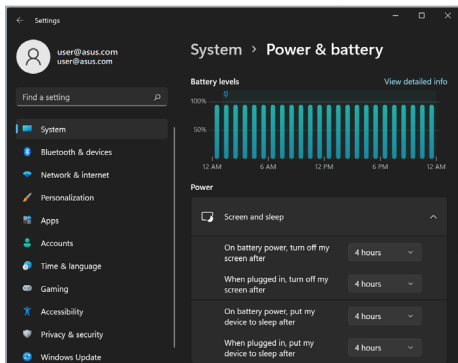 Settings
user@asus.com
user@asus.com
Find a setting
System
Bluetooth & devices
Network & internet
Personalization
Apps
Accounts
Time & language
Gaming
Accessibility
Privacy & security
Windows Update
System > Power & battery
Battery levels
View detailed info
100%
50%
12 AM 6 AM 12 PM 6 PM 12 AM
Power
Screen and sleep
On battery power, turn off my
screen after
4 hours
When plugged in, turn off my
screen after
4 hours
On battery power, put my
device to sleep after
4 hours
When plugged in, put my
device to sleep after
4 hours